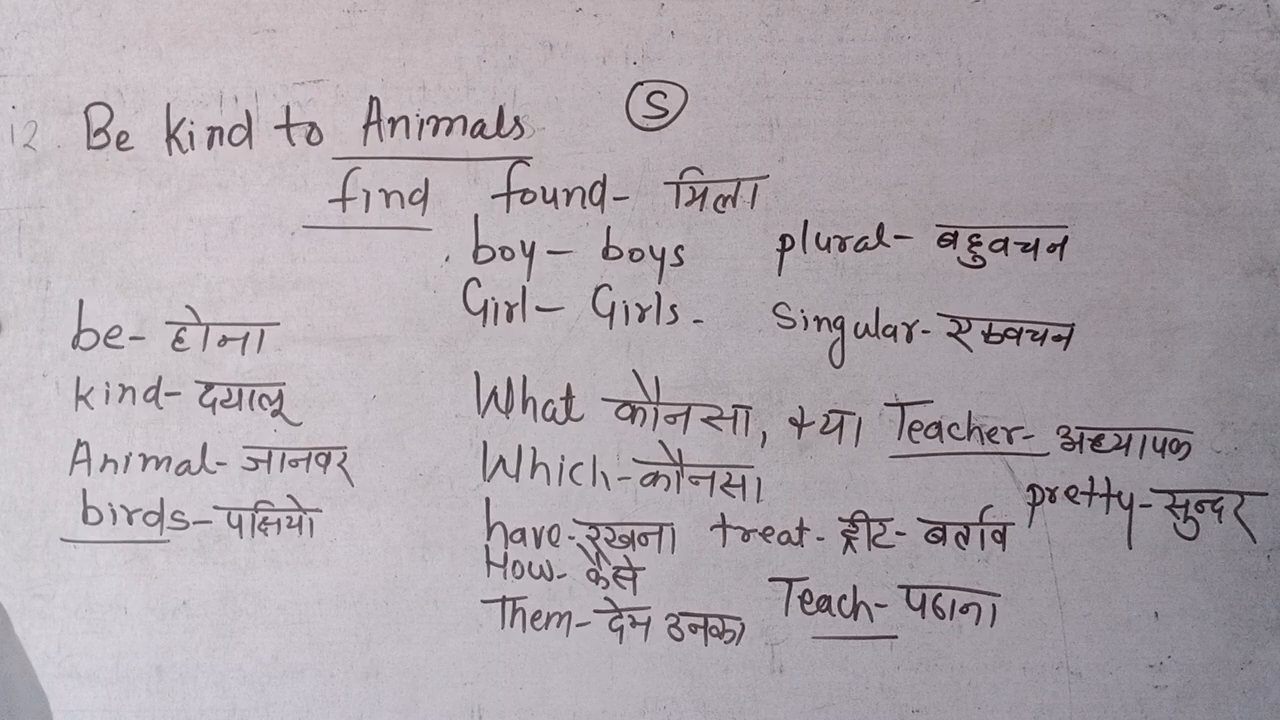 12. Be kind to Animals (S)
find found- मिला
boy- boys plural- बहुवचन
Girl- Girls- Singular- एकवचन
be- होना
kind- दयालू
Animal- जानवर
birds- पक्षियो
What कौनसा, क्या Teacher- अध्यापक
Which- कौनसा
pretty- सुन्दर
have- रखना treat- ट्रीट- बर्ताव
How- कैसे
Them- देम उनका Teach- पढाना